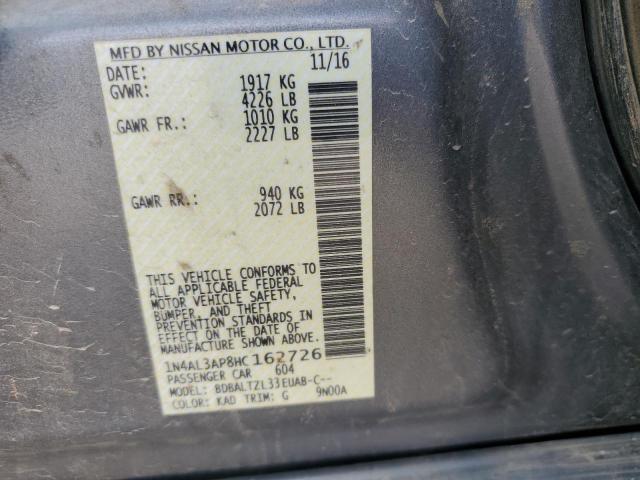 MFD BY NISSAN MOTOR CO., LTD.
DATE: 11/16
GVWR: 1917 KG
4226 LB
GAWR FR.: 1010 KG
2227 LB
GAWR RR.: 940 KG
2072 LB
THIS VEHICLE CONFORMS TO
ALL APPLICABLE FEDERAL
MOTOR VEHICLE SAFETY,
BUMPER, AND THEFT
PREVENTION STANDARDS IN
EFFECT ON THE DATE OF
MANUFACTURE SHOWN ABOVE.
1N4AL3AP8HC162726
PASSENGER CAR 604
MODEL: BDBALTZL33EUAB-C--
COLOR: KAD TRIM: G 9N00A